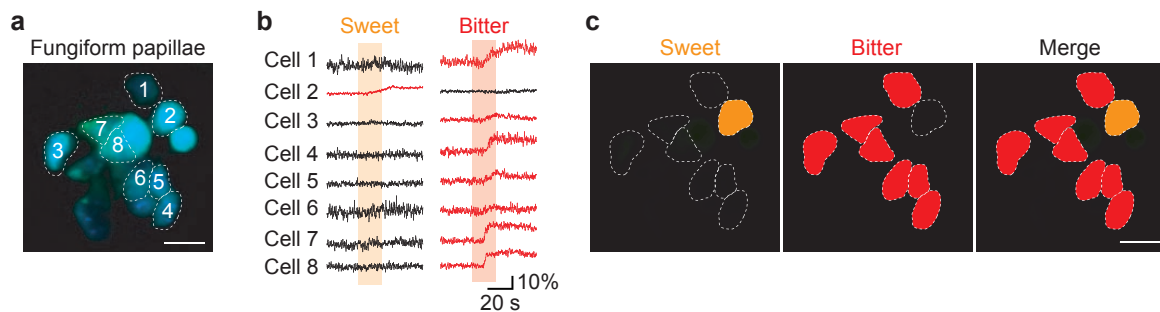 a
Fungiform papillae
1
2
3
7
8
6
5
4
b
Sweet
Bitter
Cell 1
Cell 2
Cell 3
Cell 4
Cell 5
Cell 6
Cell 7
Cell 8
10%
20 s
c
Sweet
Bitter
Merge